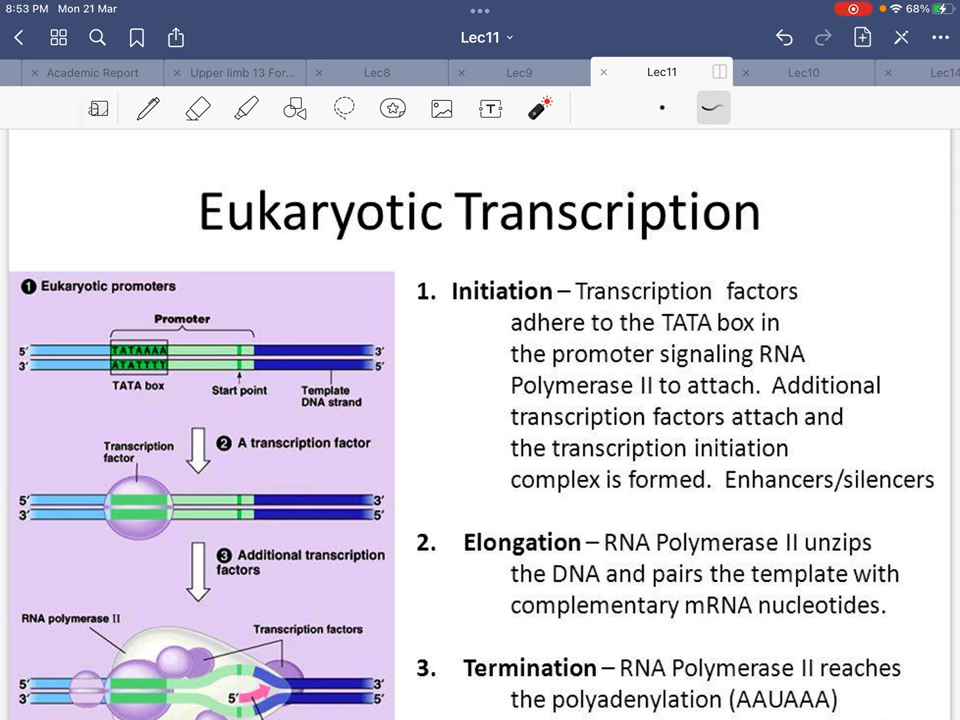 8:53 PM Mon 21 Mar
68%
Lec11
Academic Report
Upper limb 13 For...
Lec8
Lec9
Lec11
Lec10
Lec14
T
Eukaryotic Transcription
1 Eukaryotic promoters
Promoter
5′ TATAAAA 3′
3′ ATATTTT 5′
TATA box
Start point
Template
DNA strand
Transcription
factor
2 A transcription factor
5′ 3′
3′ 5′
3 Additional transcription
factors
RNA polymerase II
Transcription factors
5′ 3′
3′ 5′ 5′
1. Initiation – Transcription factors
adhere to the TATA box in
the promoter signaling RNA
Polymerase II to attach. Additional
transcription factors attach and
the transcription initiation
complex is formed. Enhancers/silencers
2. Elongation – RNA Polymerase II unzips
the DNA and pairs the template with
complementary mRNA nucleotides.
3. Termination – RNA Polymerase II reaches
the polyadenylation (AAUAAA)